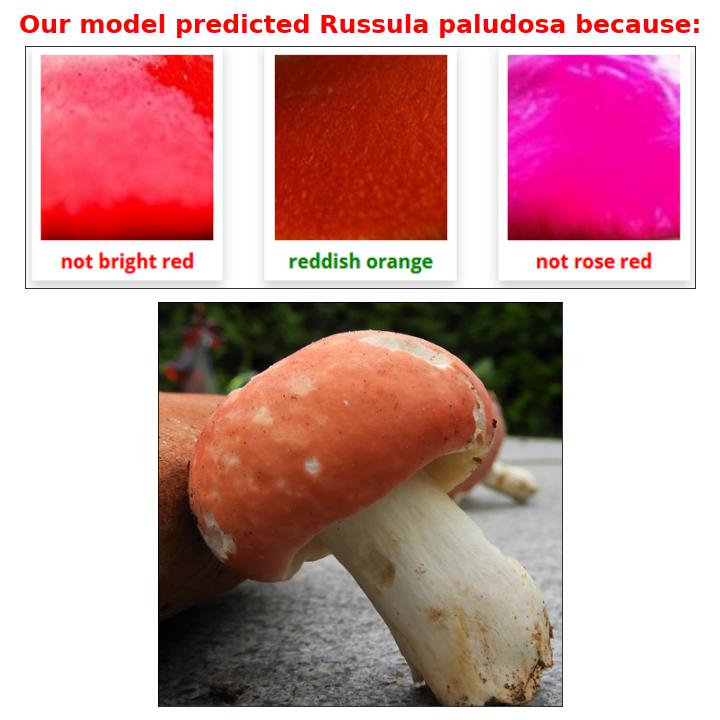 Our model predicted Russula paludosa because:
not bright red
reddish orange
not rose red